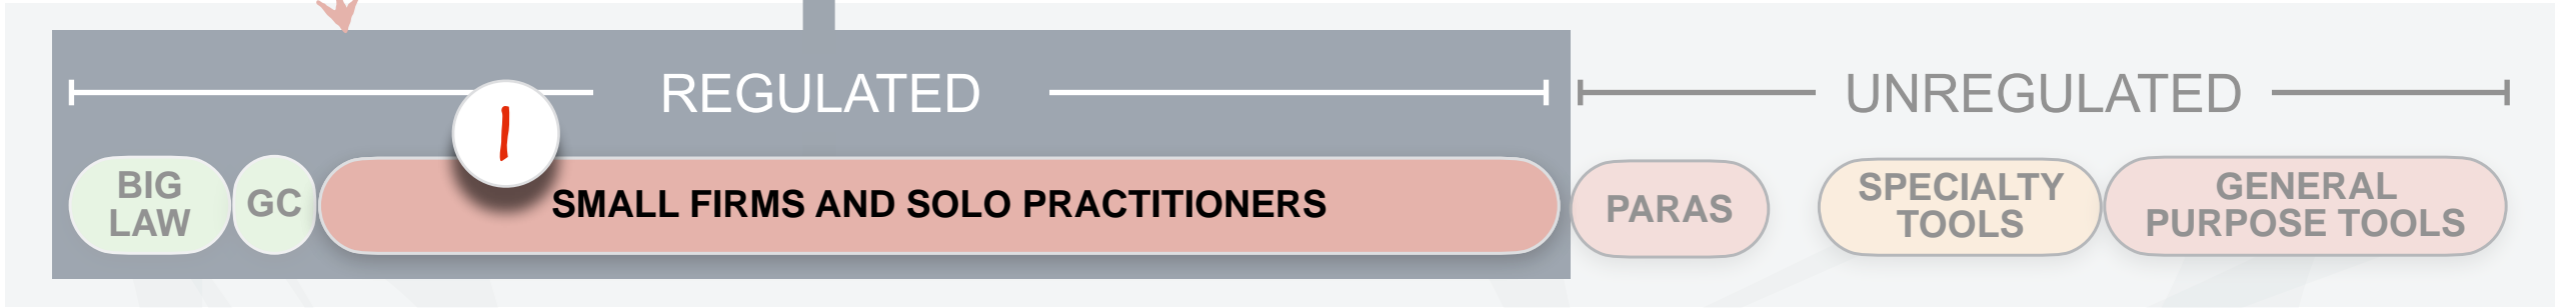 REGULATED
UNREGULATED
1
BIG
LAW
GC
SMALL FIRMS AND SOLO PRACTITIONERS
PARAS
SPECIALTY
TOOLS
GENERAL
PURPOSE TOOLS